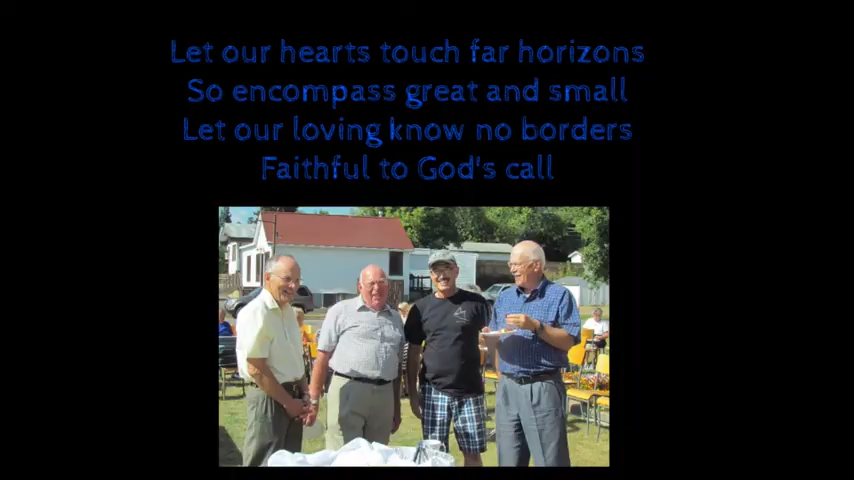 Let our hearts touch far horizons
So encompass great and small
Let our loving know no borders
Faithful to God's call